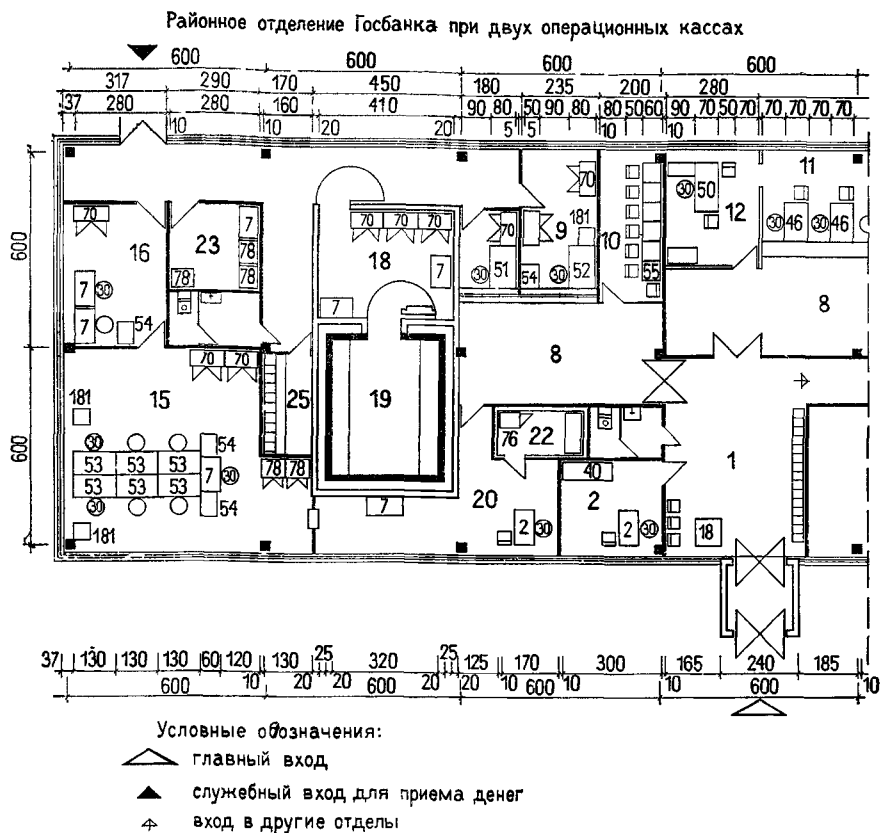 Районное отделение Госбанка при двух операционных кассах
600 600 600 600
317 290 170 450 180 235 200 280
37 280 280 160 410 90 80 50 90 80 80 50 60 90 70 50 70 70 70 70 70
10 10 20 20 5 5 10 10
600
600
16 70 30 7 7 54
23 7 78 78 78
18 70 70 70 7 7
70 51 30
9 70 181 54 30 52
10 55
12 30 50
11 30 46 30 46
8
8
15 70 70 181 30 54 53 53 53 7 30 53 53 53 54 30 181
25 78 78
19
7
76 22
20 2 30
40 2 2 30
1 18
37 130 130 130 60 120 130 25 320 25 125 170 300 165 240 185
10 20 20 20 20 10 10 10 10
600 600 600 600
Условные обозначения:
главный вход
служебный вход для приема денег
вход в другие отделы